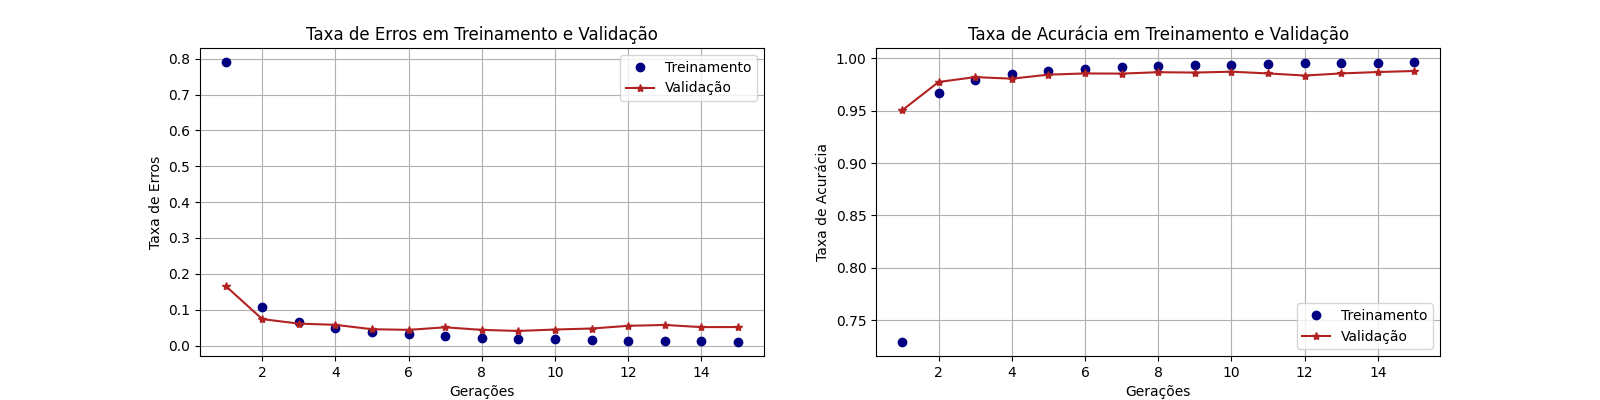 Taxa de Erros em Treinamento e Validação
0.8
0.7
0.6
0.5
0.4
0.3
0.2
0.1
0.0
Taxa de Erros
Treinamento
Validação
2 4 6 8 10 12 14
Gerações
Taxa de Acurácia em Treinamento e Validação
1.00
0.95
0.90
0.85
0.80
0.75
Taxa de Acurácia
Treinamento
Validação
2 4 6 8 10 12 14
Gerações